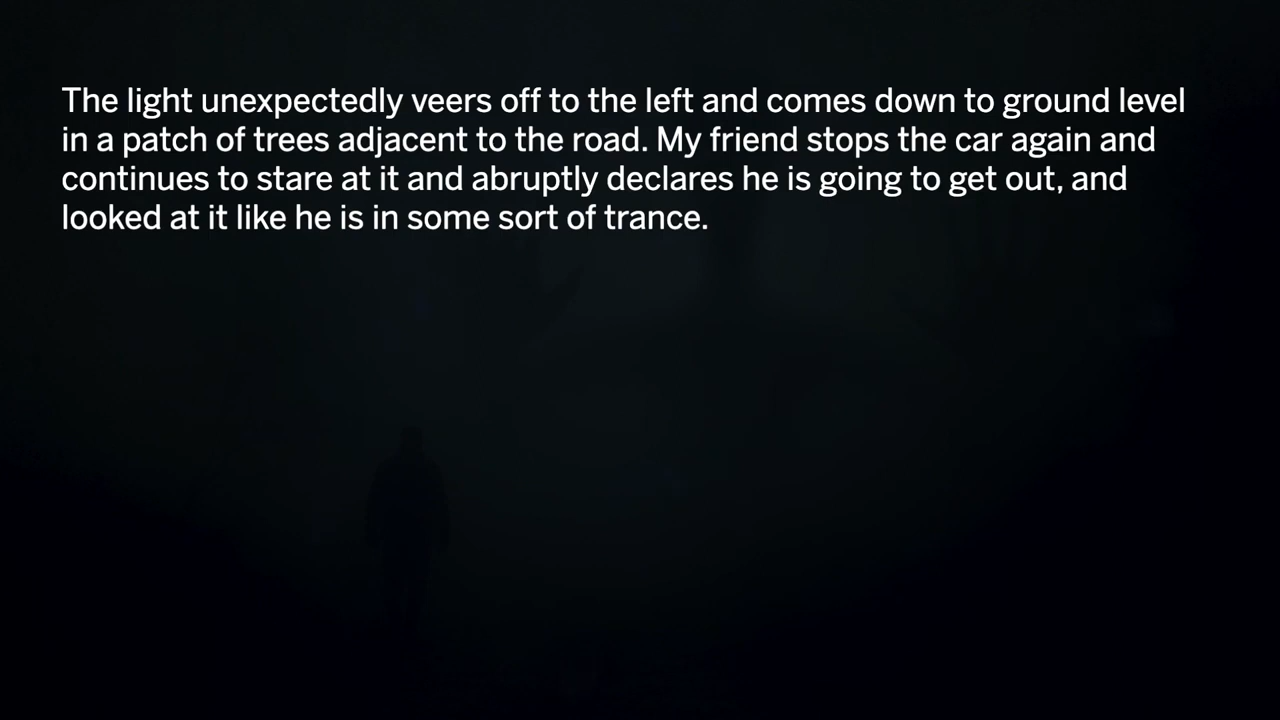 The light unexpectedly veers off to the left and comes down to ground level
in a patch of trees adjacent to the road. My friend stops the car again and
continues to stare at it and abruptly declares he is going to get out, and
looked at it like he is in some sort of trance.